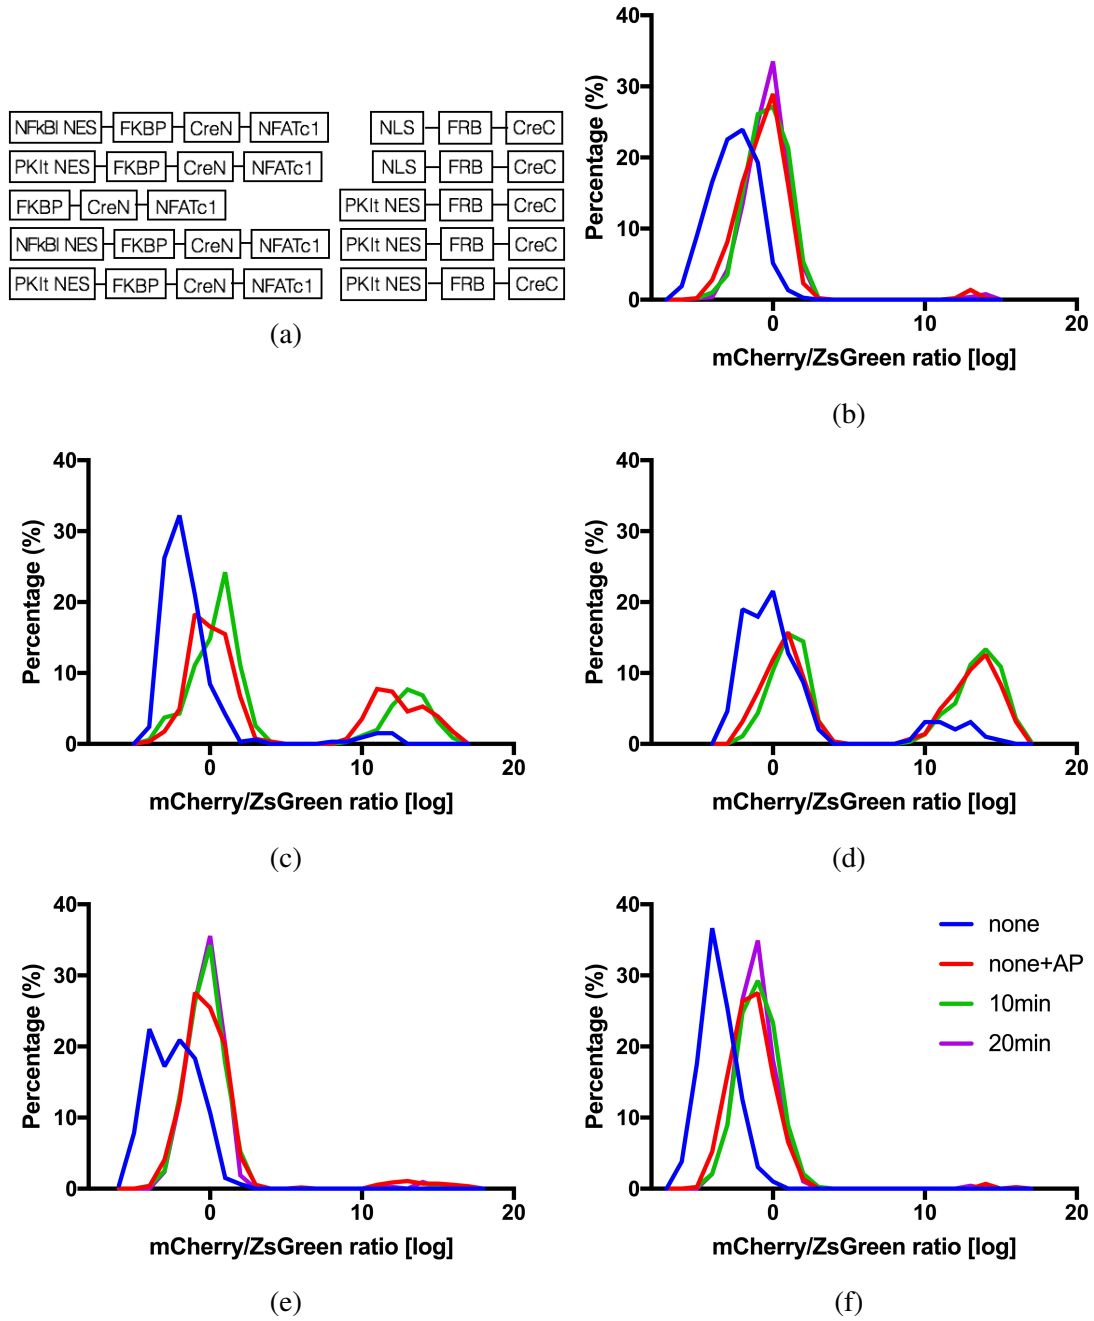 NFkBI NES FKBP CreN NFATc1 NLS FRB CreC
PKIt NES FKBP CreN NFATc1 NLS FRB CreC
FKBP CreN NFATc1 PKIt NES FRB CreC
NFkBI NES FKBP CreN NFATc1 PKIt NES FRB CreC
PKIt NES FKBP CreN NFATc1 PKIt NES FRB CreC
(a)
40
30
20
10
0
Percentage (%)
0 10 20
mCherry/ZsGreen ratio [log]
(b)
40
30
20
10
0
Percentage (%)
0 10 20
mCherry/ZsGreen ratio [log]
(c)
40
30
20
10
0
Percentage (%)
0 10 20
mCherry/ZsGreen ratio [log]
(d)
40
30
20
10
0
Percentage (%)
0 10 20
mCherry/ZsGreen ratio [log]
(e)
40
30
20
10
0
Percentage (%)
0 10 20
mCherry/ZsGreen ratio [log]
none
none+AP
10min
20min
(f)